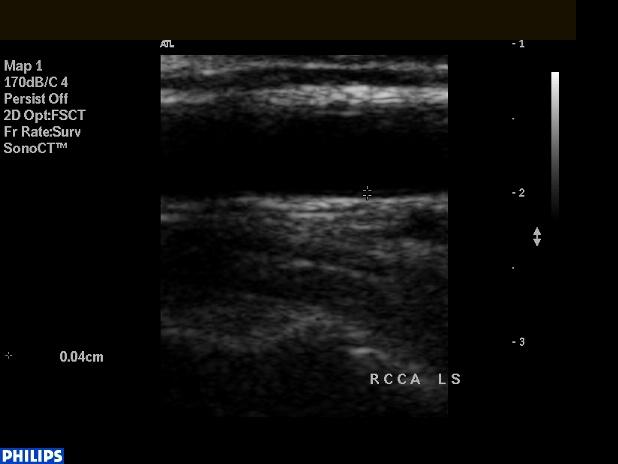 ATL
- 1
Map 1
170dB/C 4
Persist Off
2D Opt:FSCT
Fr Rate:Surv
SonoCT™
- 2
- 3
0.04cm
RCCA LS
PHILIPS